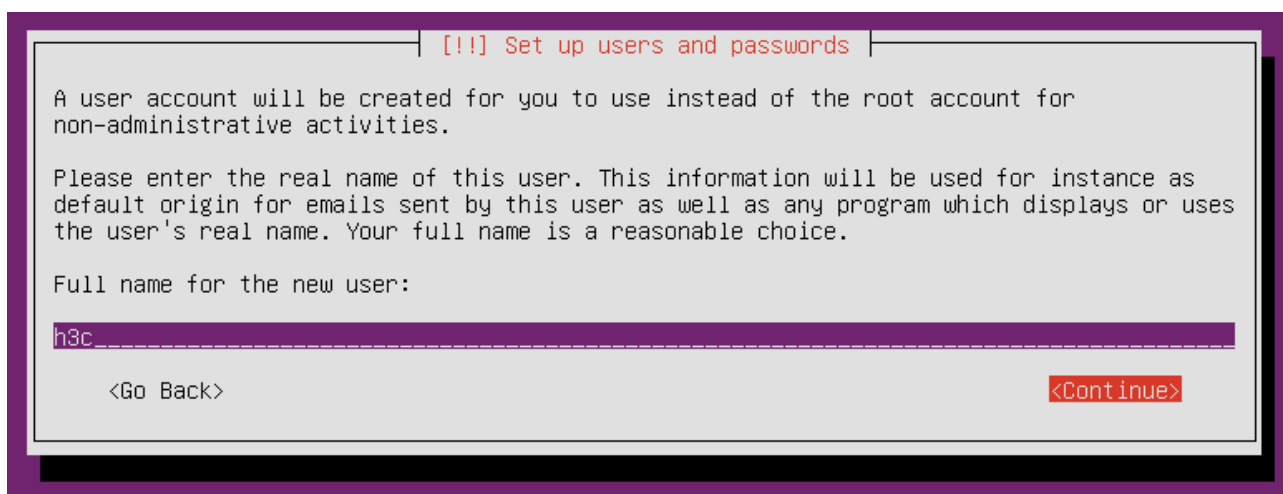 [!!] Set up users and passwords
A user account will be created for you to use instead of the root account for
non-administrative activities.
Please enter the real name of this user. This information will be used for instance as
default origin for emails sent by this user as well as any program which displays or uses
the user's real name. Your full name is a reasonable choice.
Full name for the new user:
h3c
<Go Back> <Continue>